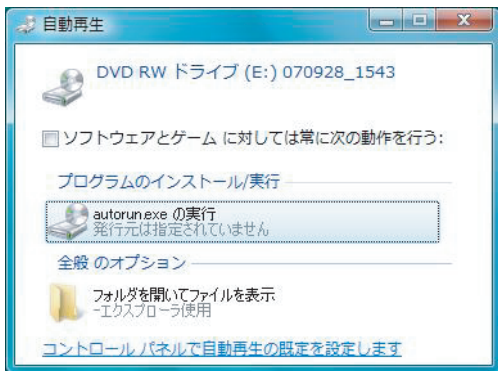 自動再生
DVD RW ドライブ (E:) 070928_1543
ソフトウェアとゲーム に対しては常に次の動作を行う:
プログラムのインストール/実行
autorun.exe の実行
発行元は指定されていません
全般 のオプション
フォルダを開いてファイルを表示
-エクスプローラ使用
コントロール パネルで自動再生の既定を設定します